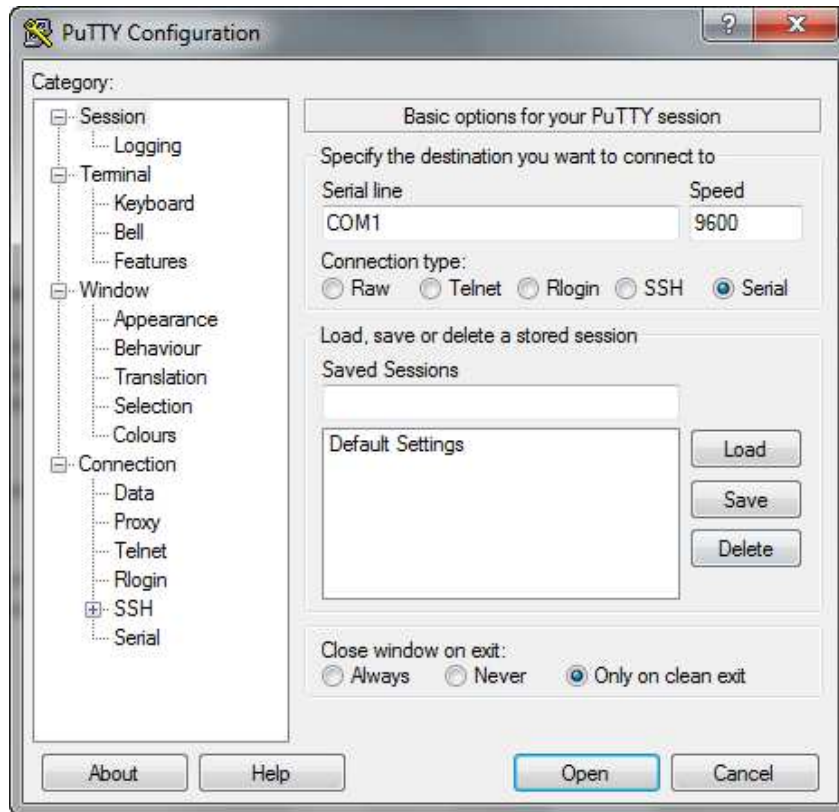 PuTTY Configuration
Category:
Session
Logging
Terminal
Keyboard
Bell
Features
Window
Appearance
Behaviour
Translation
Selection
Colours
Connection
Data
Proxy
Telnet
Rlogin
SSH
Serial
Basic options for your PuTTY session
Specify the destination you want to connect to
Serial line Speed
COM1 9600
Connection type:
Raw Telnet Rlogin SSH Serial
Load, save or delete a stored session
Saved Sessions
Default Settings
Load
Save
Delete
Close window on exit:
Always Never Only on clean exit
About Help Open Cancel